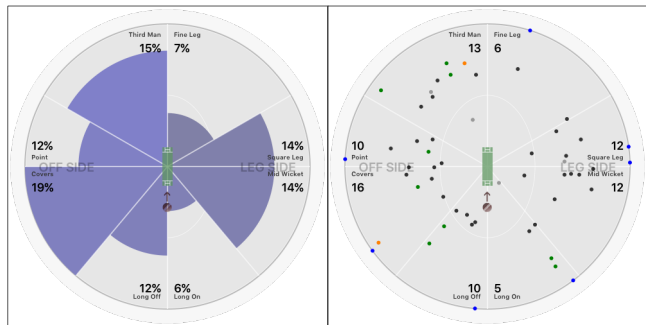 Third Man Fine Leg
15% 7%
12% 14%
Point Square Leg
OFF SIDE LEG SIDE
Covers Mid Wicket
19% 14%
12% 6%
Long Off Long On
Third Man Fine Leg
13 6
10 12
Point Square Leg
OFF SIDE LEG SIDE
Covers Mid Wicket
16 12
10 5
Long Off Long On